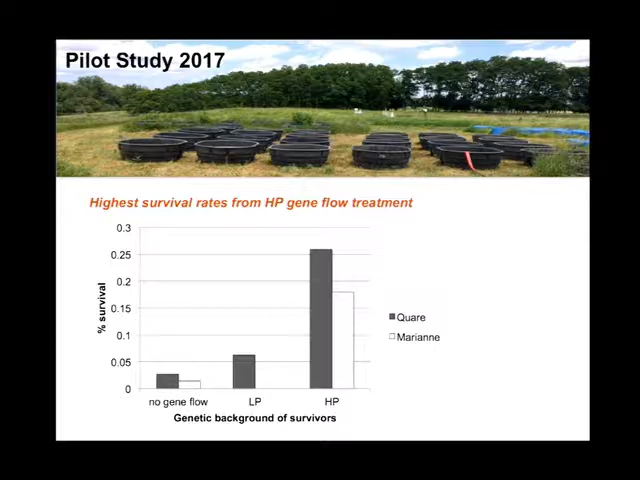 Pilot Study 2017
Highest survival rates from HP gene flow treatment
0.3
0.25
0.2
0.15
0.1
0.05
0
% survival
no gene flow
LP
HP
Genetic background of survivors
Quare
Marianne